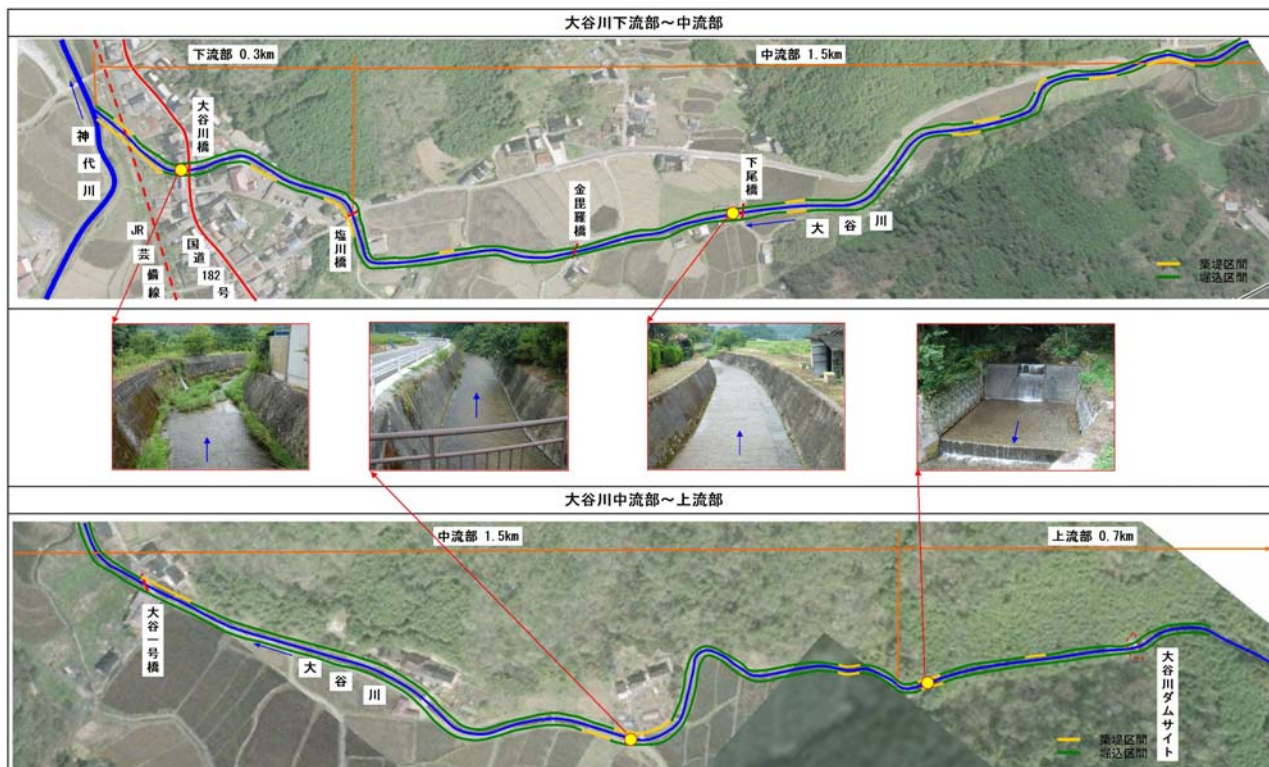 大谷川下流部～中流部
下流部 0.3km
中流部 1.5km
大谷川橋
神代川
JR芸備線
国道182号
塩川橋
金毘羅橋
下尾橋
大谷川
築堤区間
堀込区間
大谷川中流部～上流部
中流部 1.5km
上流部 0.7km
大谷一号橋
大谷川
大谷川ダムサイト
築堤区間
堀込区間